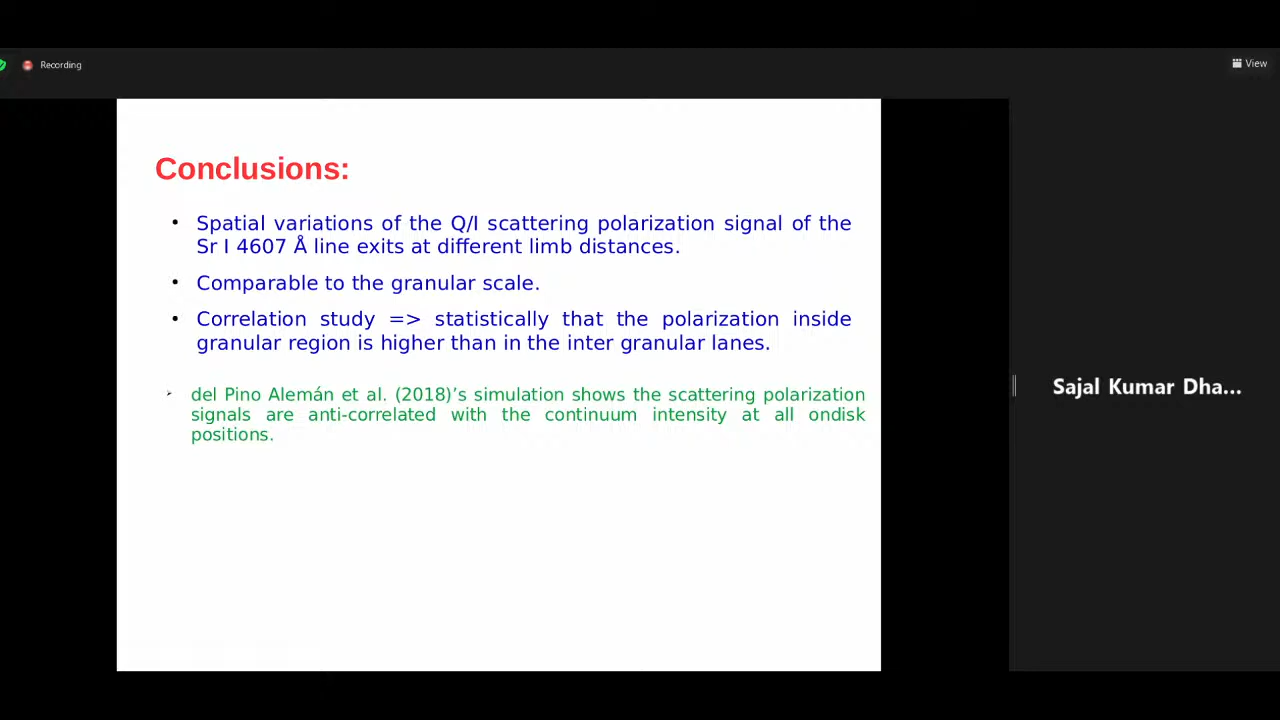 Recording
View
Conclusions:
• Spatial variations of the Q/I scattering polarization signal of the
Sr I 4607 Å line exits at different limb distances.
• Comparable to the granular scale.
• Correlation study => statistically that the polarization inside
granular region is higher than in the inter granular lanes.
➢ del Pino Alemán et al. (2018)’s simulation shows the scattering polarization
signals are anti-correlated with the continuum intensity at all ondisk
positions.
Sajal Kumar Dha...